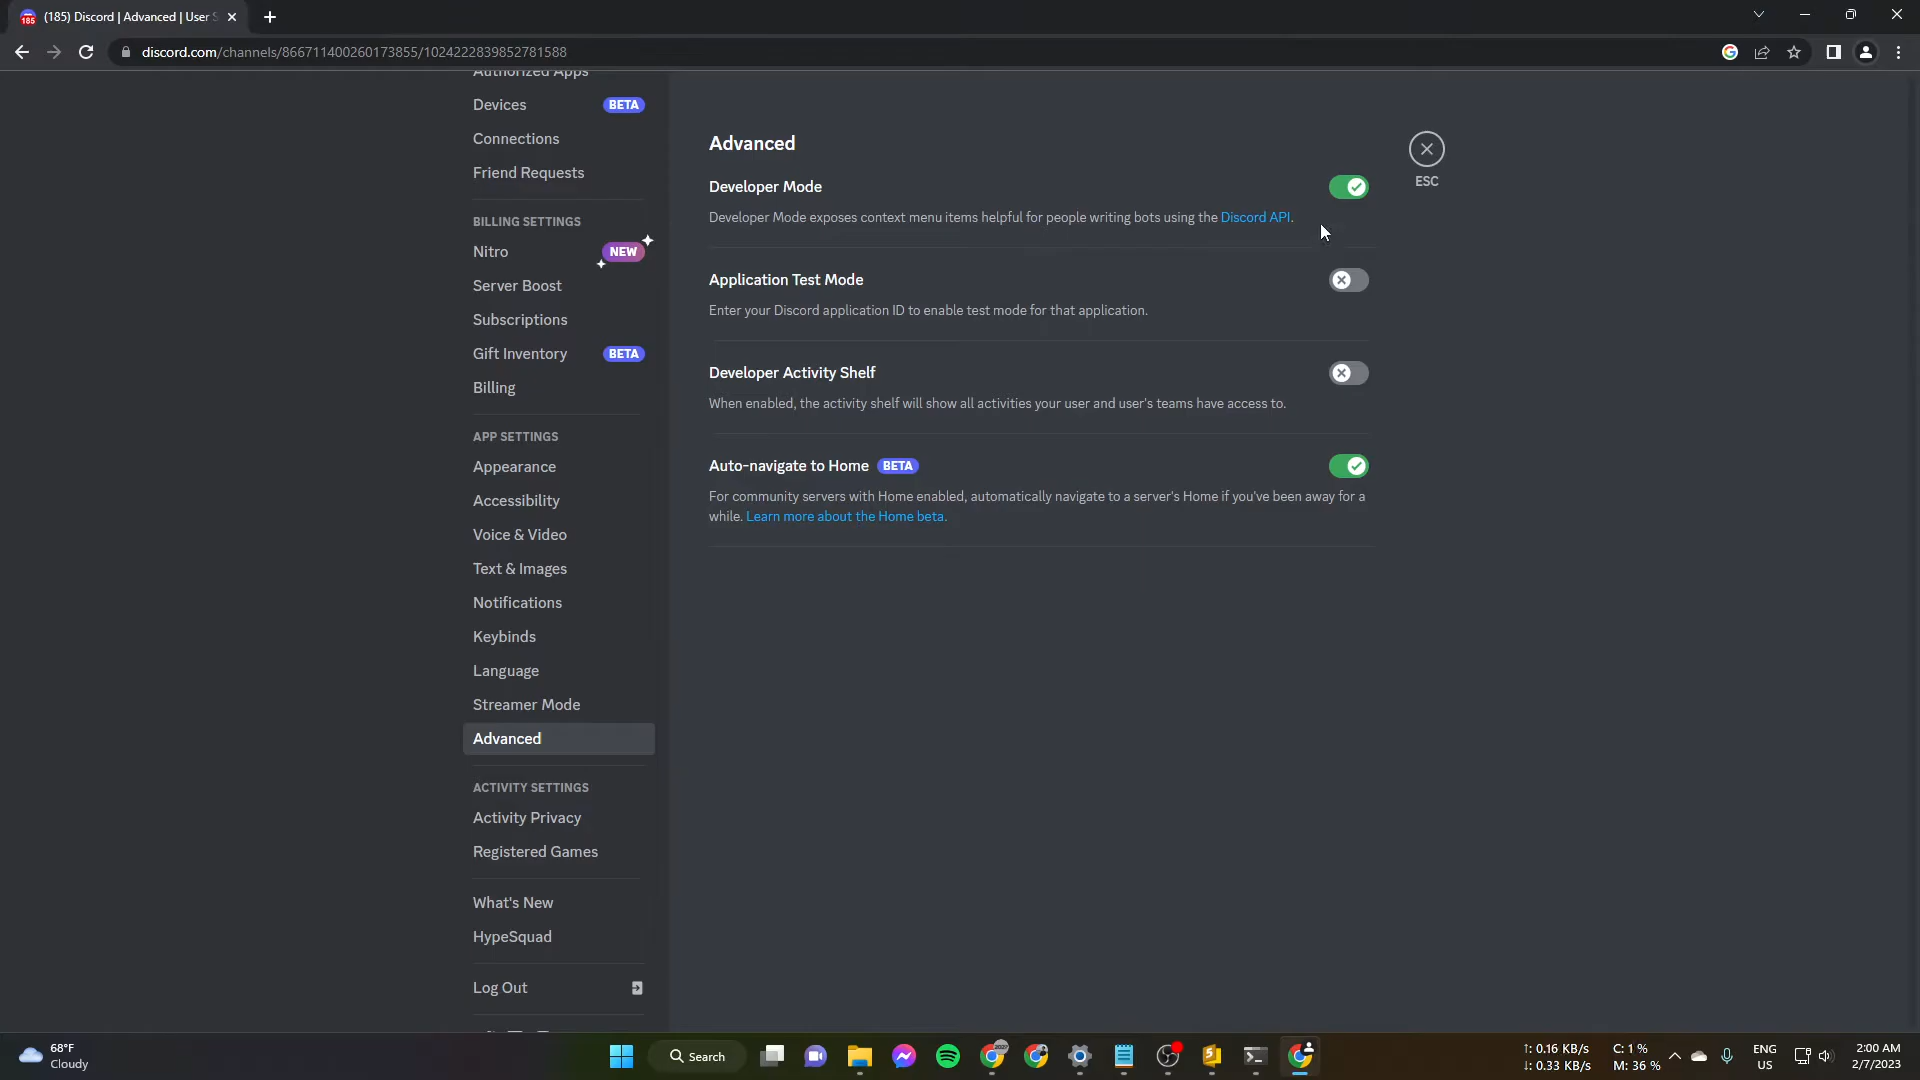 (185) Discord | Advanced | User S
discord.com/channels/866711400260173855/1024222839852781588
Authorized Apps
Devices BETA
Connections
Friend Requests
BILLING SETTINGS
Nitro NEW
Server Boost
Subscriptions
Gift Inventory BETA
Billing
APP SETTINGS
Appearance
Accessibility
Voice & Video
Text & Images
Notifications
Keybinds
Language
Streamer Mode
Advanced
ACTIVITY SETTINGS
Activity Privacy
Registered Games
What's New
HypeSquad
Log Out
Advanced
Developer Mode
Developer Mode exposes context menu items helpful for people writing bots using the Discord API.
Application Test Mode
Enter your Discord application ID to enable test mode for that application.
Developer Activity Shelf
When enabled, the activity shelf will show all activities your user and user's teams have access to.
Auto-navigate to Home BETA
For community servers with Home enabled, automatically navigate to a server's Home if you've been away for a
while. Learn more about the Home beta.
ESC
68°F
Cloudy
Search
↑: 0.16 KB/s
↓: 0.33 KB/s
C: 1 %
M: 36 %
ENG
US
2:00 AM
2/7/2023